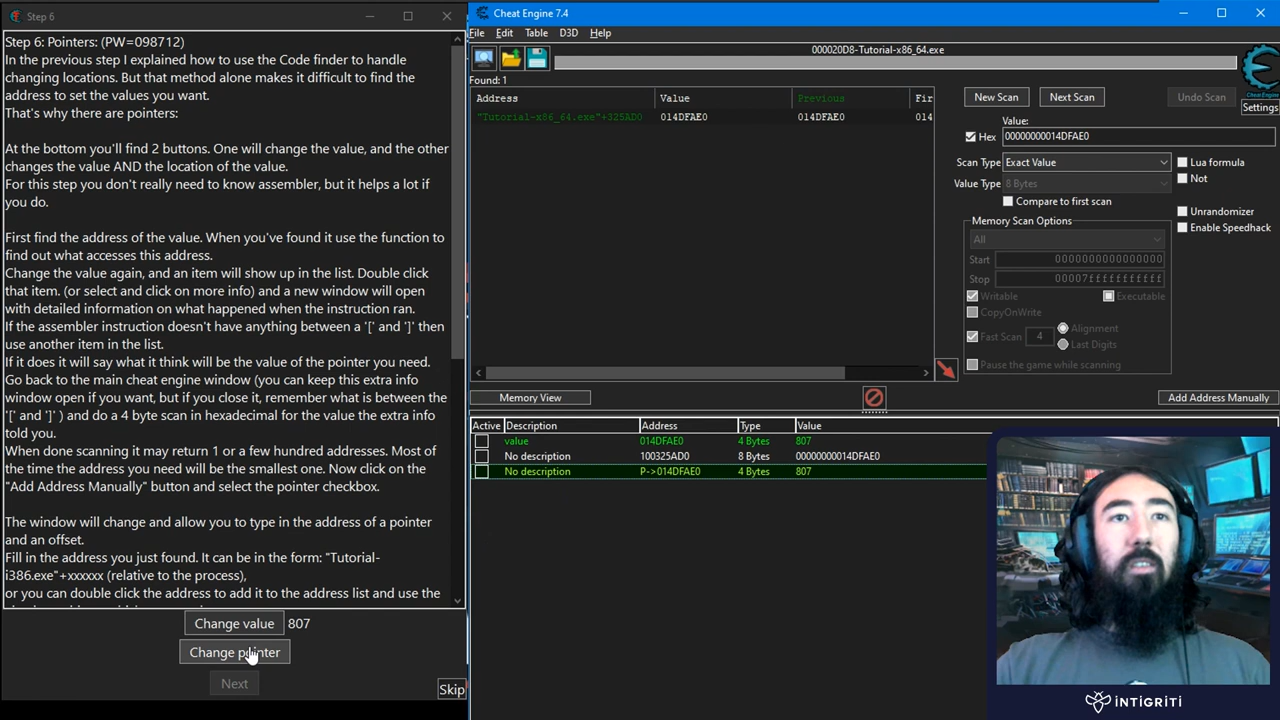 Step 6
Step 6: Pointers: (PW=098712)
In the previous step I explained how to use the Code finder to handle
changing locations. But that method alone makes it difficult to find the
address to set the values you want.
That's why there are pointers:
At the bottom you'll find 2 buttons. One will change the value, and the other
changes the value AND the location of the value.
For this step you don't really need to know assembler, but it helps a lot if
you do.
First find the address of the value. When you've found it use the function to
find out what accesses this address.
Change the value again, and an item will show up in the list. Double click
that item. (or select and click on more info) and a new window will open
with detailed information on what happened when the instruction ran.
If the assembler instruction doesn't have anything between a '[' and ']' then
use another item in the list.
If it does it will say what it think will be the value of the pointer you need.
Go back to the main cheat engine window (you can keep this extra info
window open if you want, but if you close it, remember what is between the
'[' and ']' ) and do a 4 byte scan in hexadecimal for the value the extra info
told you.
When done scanning it may return 1 or a few hundred addresses. Most of
the time the address you need will be the smallest one. Now click on the
"Add Address Manually" button and select the pointer checkbox.
The window will change and allow you to type in the address of a pointer
and an offset.
Fill in the address you just found. It can be in the form: "Tutorial-
i386.exe"+xxxxxx (relative to the process),
or you can double click the address to add it to the address list and use the
Change value 807
Change pointer
Next
Skip
Cheat Engine 7.4
File Edit Table D3D Help
000020D8-Tutorial-x86_64.exe
Found: 1
Address Value Previous Fir
"Tutorial-x86_64.exe"+325AD0 014DFAE0 014DFAE0 014
New Scan Next Scan Undo Scan
Cheat Engine
Settings
Value:
Hex 00000000014DFAE0
Scan Type Exact Value Lua formula
Not
Value Type 8 Bytes
Compare to first scan
Memory Scan Options
Unrandomizer
Enable Speedhack
All
Start 0000000000000000
Stop 00007fffffffffff
Writable Executable
CopyOnWrite
Fast Scan 4 Alignment
Last Digits
Pause the game while scanning
Memory View Add Address Manually
Active Description Address Type Value
value 014DFAE0 4 Bytes 807
No description 100325AD0 8 Bytes 00000000014DFAE0
No description P->014DFAE0 4 Bytes 807
INTIGRITI